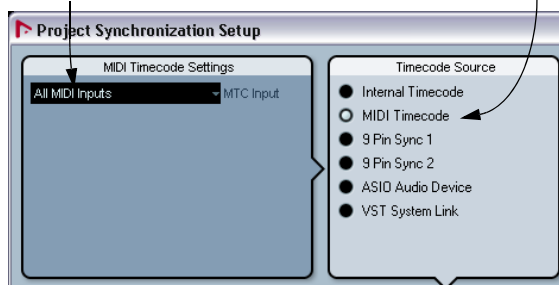 Project Synchronization Setup
MIDI Timecode Settings
All MIDI Inputs MTC Input
Timecode Source
Internal Timecode
MIDI Timecode
9 Pin Sync 1
9 Pin Sync 2
ASIO Audio Device
VST System Link